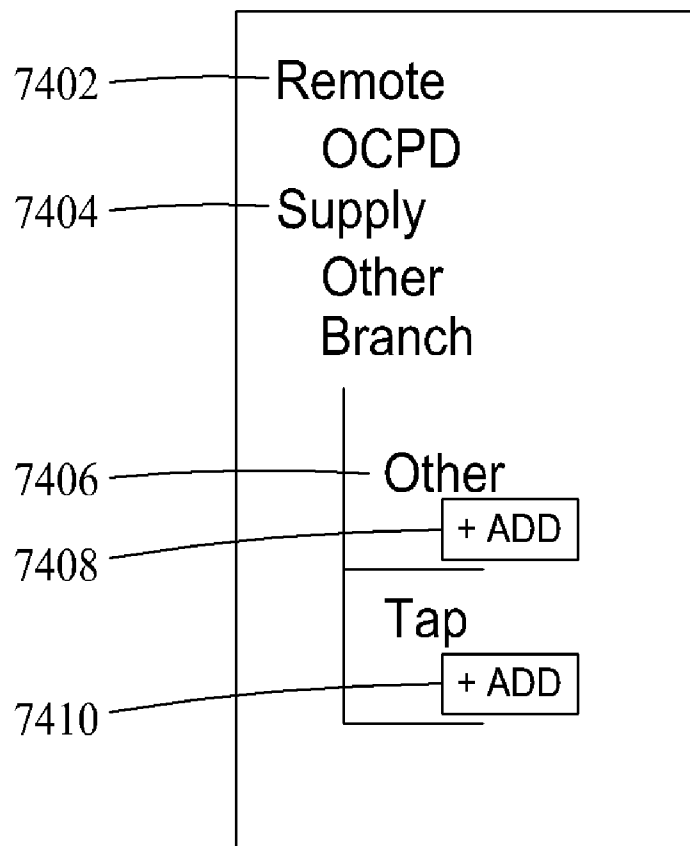 7402 Remote
OCPD
7404 Supply
Other
Branch
7406 Other
7408 + ADD
Tap
7410 + ADD